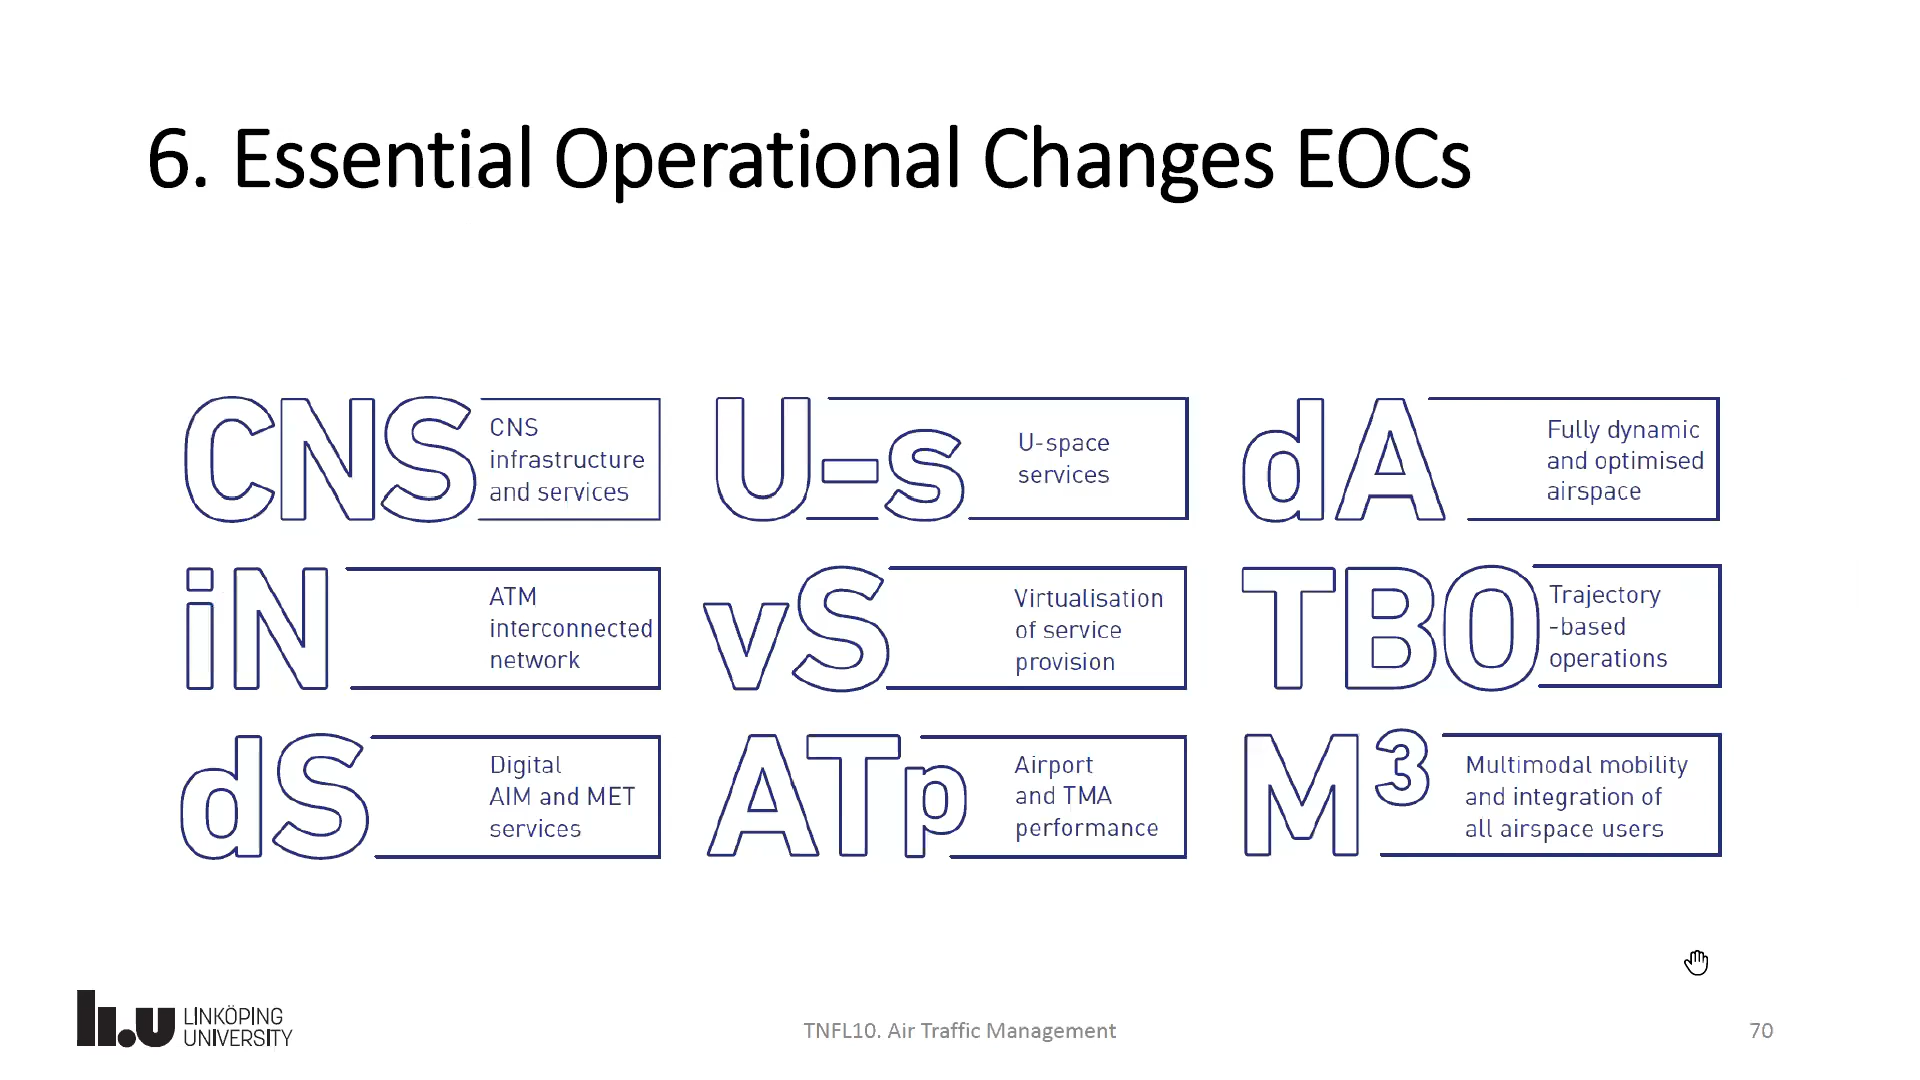 6. Essential Operational Changes EOCs
CNS
CNS
infrastructure
and services
U-s
U-space
services
dA
Fully dynamic
and optimised
airspace
iN
ATM
interconnected
network
vS
Virtualisation
of service
provision
TBO
Trajectory
-based
operations
dS
Digital
AIM and MET
services
ATp
Airport
and TMA
performance
M³
Multimodal mobility
and integration of
all airspace users
li.u LINKÖPING
UNIVERSITY
TNFL10. Air Traffic Management
70